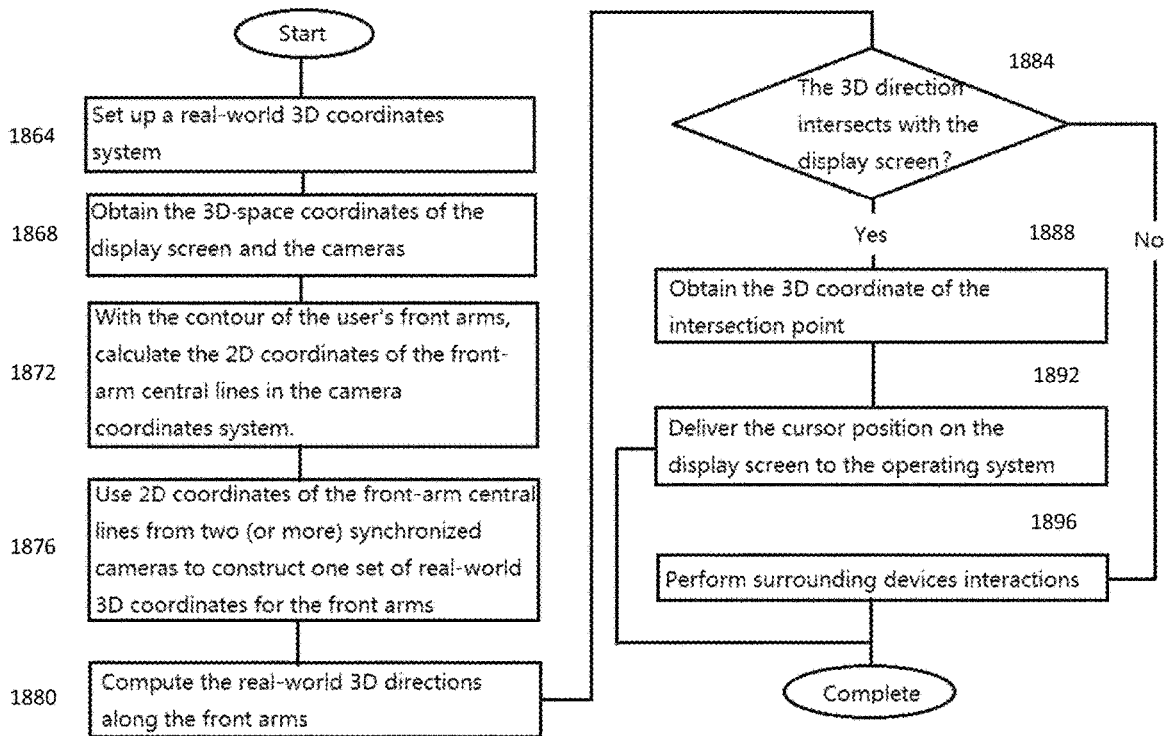 Start
1864
Set up a real-world 3D coordinates
system
1868
Obtain the 3D-space coordinates of the
display screen and the cameras
1872
With the contour of the user's front arms,
calculate the 2D coordinates of the front-
arm central lines in the camera
coordinates system.
1876
Use 2D coordinates of the front-arm central
lines from two (or more) synchronized
cameras to construct one set of real-world
3D coordinates for the front arms
1880
Compute the real-world 3D directions
along the front arms
1884
The 3D direction
intersects with the
display screen?
Yes
1888
No
Obtain the 3D coordinate of the
intersection point
1892
Deliver the cursor position on the
display screen to the operating system
1896
Perform surrounding devices interactions
Complete